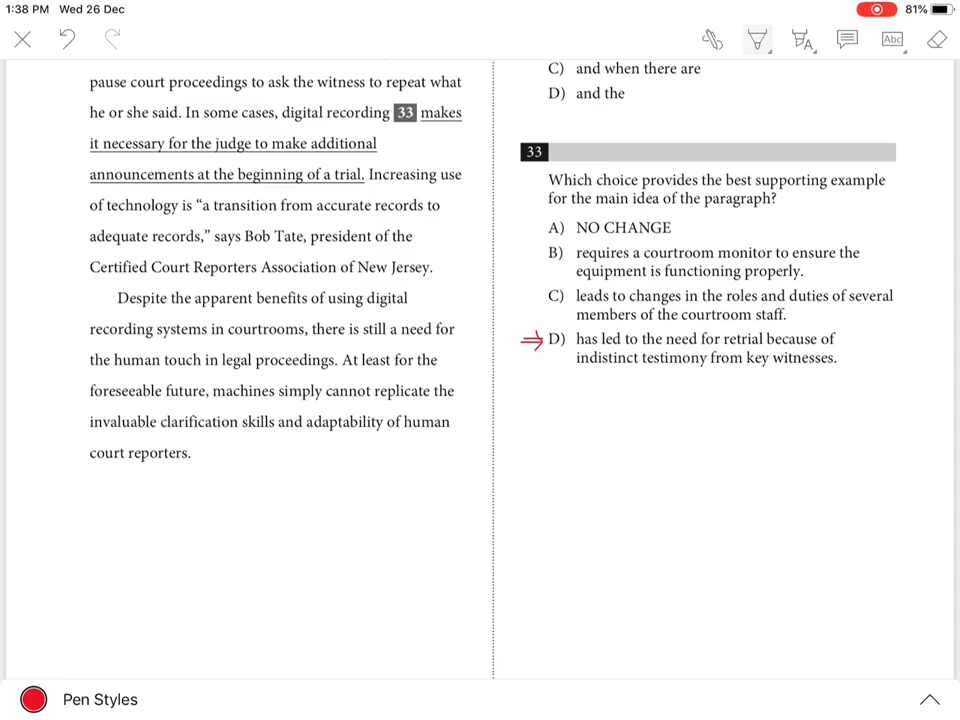 1:38 PM Wed 26 Dec
81%
Abc
pause court proceedings to ask the witness to repeat what
he or she said. In some cases, digital recording 33 makes
it necessary for the judge to make additional
announcements at the beginning of a trial. Increasing use
of technology is “a transition from accurate records to
adequate records,” says Bob Tate, president of the
Certified Court Reporters Association of New Jersey.
Despite the apparent benefits of using digital
recording systems in courtrooms, there is still a need for
the human touch in legal proceedings. At least for the
foreseeable future, machines simply cannot replicate the
invaluable clarification skills and adaptability of human
court reporters.
C) and when there are
D) and the
33
Which choice provides the best supporting example
for the main idea of the paragraph?
A) NO CHANGE
B) requires a courtroom monitor to ensure the
equipment is functioning properly.
C) leads to changes in the roles and duties of several
members of the courtroom staff.
D) has led to the need for retrial because of
indistinct testimony from key witnesses.
Pen Styles